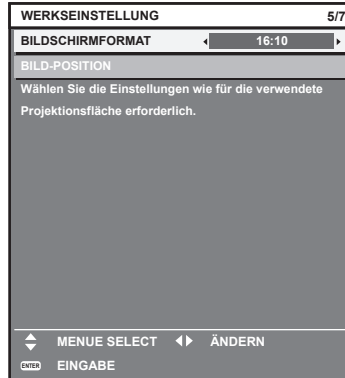 WERKSEINSTELLUNG 5/7
BILDSCHIRMFORMAT 16:10
BILD-POSITION
Wählen Sie die Einstellungen wie für die verwendete
Projektionsfläche erforderlich.
MENUE SELECT ÄNDERN
ENTER EINGABE